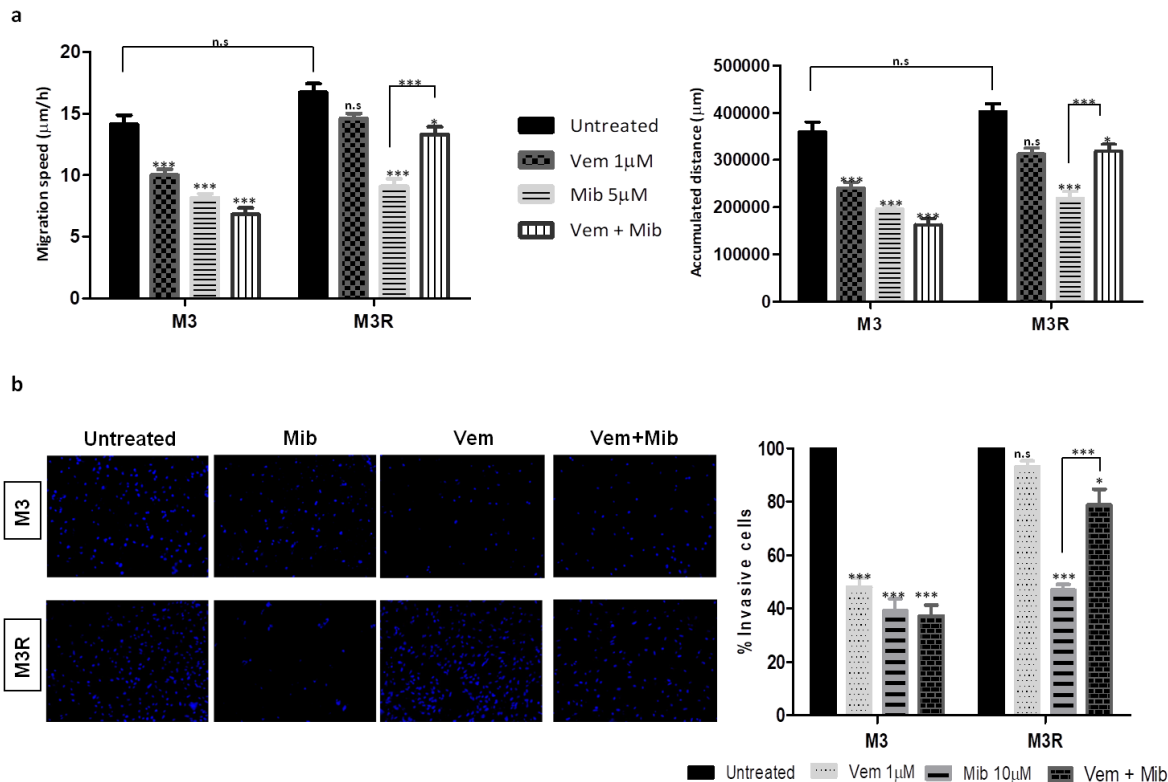 a
n.s
20
15
10
5
0
Migration speed (μm/h)
***
***
***
n.s
***
***
*
M3
M3R
Untreated
Vem 1μM
Mib 5μM
Vem + Mib
n.s
500000
400000
300000
200000
100000
0
Accumulated distance (μm)
***
***
***
n.s
***
***
*
M3
M3R
b
Untreated
Mib
Vem
Vem+Mib
M3
M3R
100
80
60
40
20
0
% Invasive cells
***
***
***
n.s
***
***
*
M3
M3R
Untreated
Vem 1μM
Mib 10μM
Vem + Mib